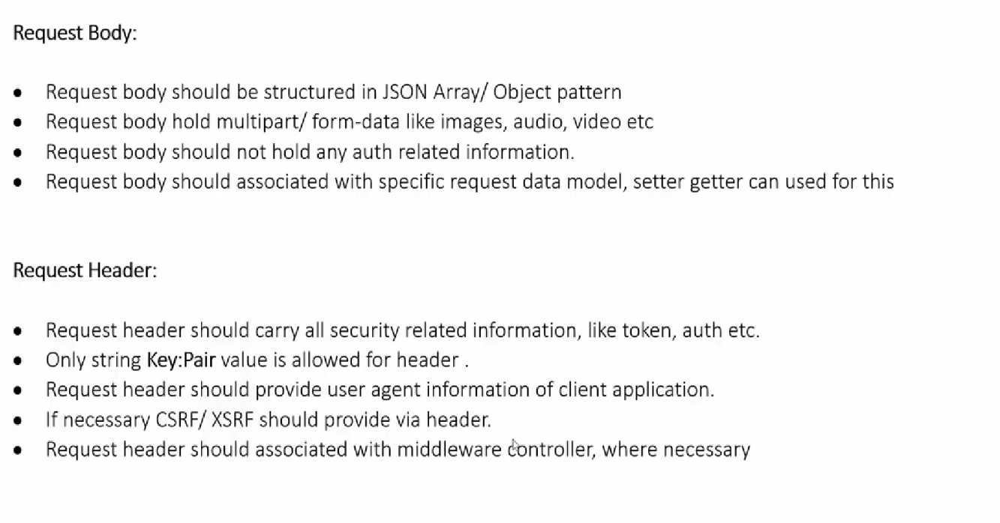 Request Body:
• Request body should be structured in JSON Array/ Object pattern
• Request body hold multipart/ form-data like images, audio, video etc
• Request body should not hold any auth related information.
• Request body should associated with specific request data model, setter getter can used for this
Request Header:
• Request header should carry all security related information, like token, auth etc.
• Only string Key:Pair value is allowed for header .
• Request header should provide user agent information of client application.
• If necessary CSRF/ XSRF should provide via header.
• Request header should associated with middleware controller, where necessary